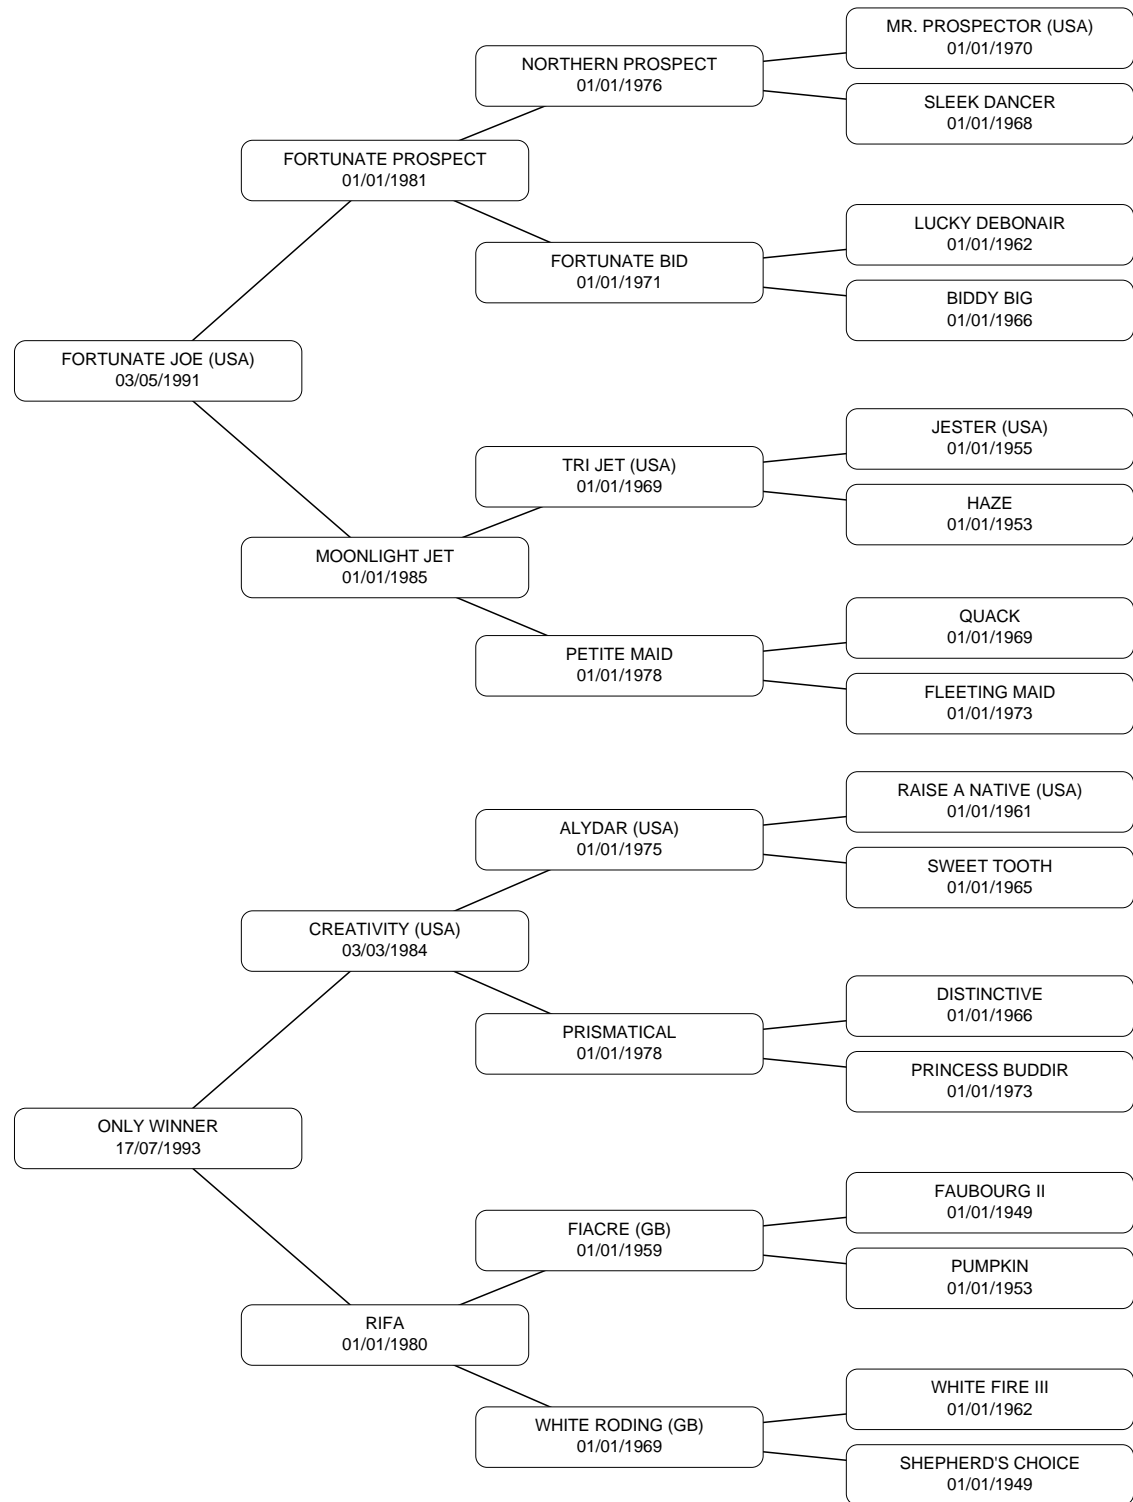 MR. PROSPECTOR (USA)
01/01/1970
NORTHERN PROSPECT
01/01/1976
SLEEK DANCER
01/01/1968
FORTUNATE PROSPECT
01/01/1981
LUCKY DEBONAIR
01/01/1962
FORTUNATE BID
01/01/1971
BIDDY BIG
01/01/1966
FORTUNATE JOE (USA)
03/05/1991
JESTER (USA)
01/01/1955
TRI JET (USA)
01/01/1969
HAZE
01/01/1953
MOONLIGHT JET
01/01/1985
QUACK
01/01/1969
PETITE MAID
01/01/1978
FLEETING MAID
01/01/1973
RAISE A NATIVE (USA)
01/01/1961
ALYDAR (USA)
01/01/1975
SWEET TOOTH
01/01/1965
CREATIVITY (USA)
03/03/1984
DISTINCTIVE
01/01/1966
PRISMATICAL
01/01/1978
PRINCESS BUDDIR
01/01/1973
ONLY WINNER
17/07/1993
FAUBOURG II
01/01/1949
FIACRE (GB)
01/01/1959
PUMPKIN
01/01/1953
RIFA
01/01/1980
WHITE FIRE III
01/01/1962
WHITE RODING (GB)
01/01/1969
SHEPHERD'S CHOICE
01/01/1949